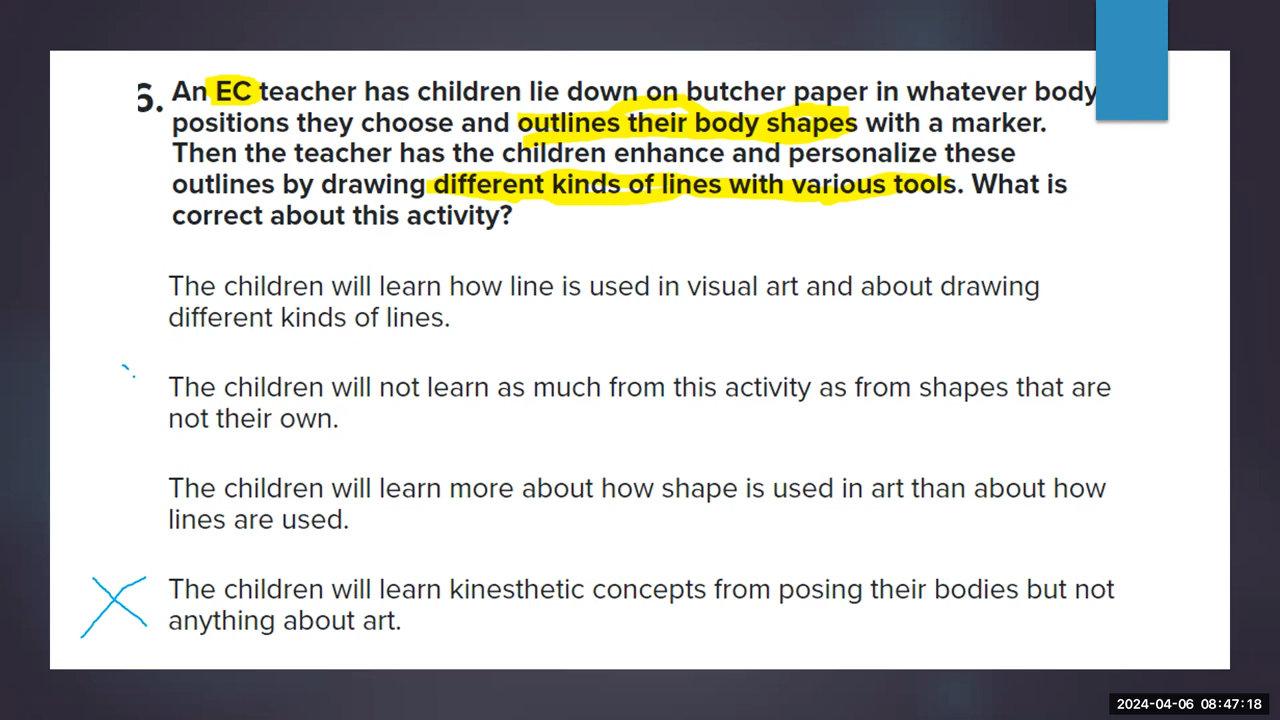 6. An EC teacher has children lie down on butcher paper in whatever body
positions they choose and outlines their body shapes with a marker.
Then the teacher has the children enhance and personalize these
outlines by drawing different kinds of lines with various tools. What is
correct about this activity?
The children will learn how line is used in visual art and about drawing
different kinds of lines.
The children will not learn as much from this activity as from shapes that are
not their own.
The children will learn more about how shape is used in art than about how
lines are used.
The children will learn kinesthetic concepts from posing their bodies but not
anything about art.
2024-04-06 08:47:18